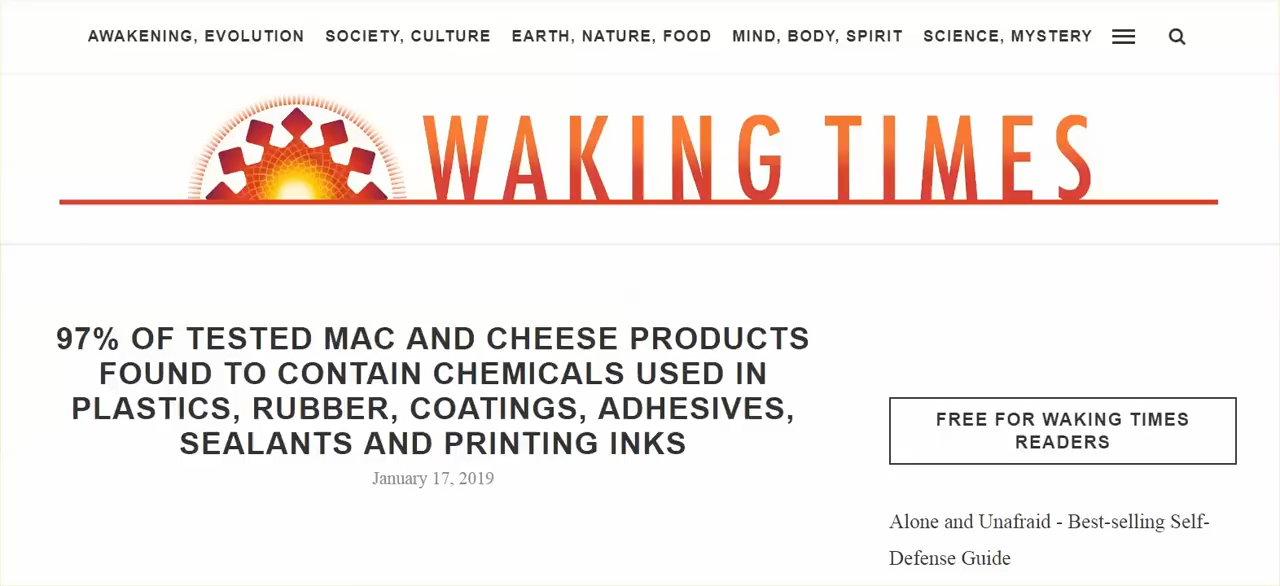 AWAKENING, EVOLUTION SOCIETY, CULTURE EARTH, NATURE, FOOD MIND, BODY, SPIRIT SCIENCE, MYSTERY
WAKING TIMES
97% OF TESTED MAC AND CHEESE PRODUCTS
FOUND TO CONTAIN CHEMICALS USED IN
PLASTICS, RUBBER, COATINGS, ADHESIVES,
SEALANTS AND PRINTING INKS
January 17, 2019
FREE FOR WAKING TIMES
READERS
Alone and Unafraid - Best-selling Self-
Defense Guide